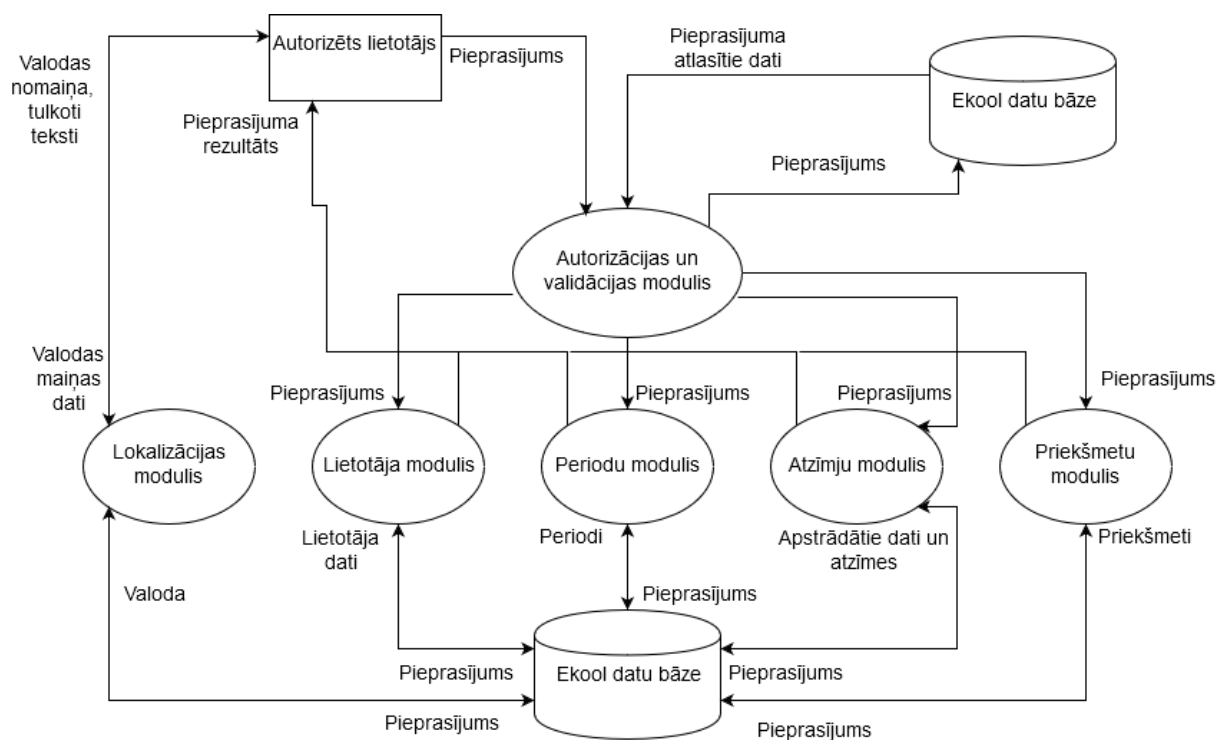 Autorizēts lietotājs
Pieprasījums
Pieprasījuma
atlasītie dati
Ekool datu bāze
Valodas
nomaiņa,
tulkoti
teksti
Pieprasījuma
rezultāts
Pieprasījums
Autorizācijas un
validācijas modulis
Valodas
maiņas
dati
Pieprasījums
Pieprasījums
Pieprasījums
Pieprasījums
Lokalizācijas
modulis
Lietotāja modulis
Periodu modulis
Atzīmju modulis
Priekšmetu
modulis
Lietotāja
dati
Periodi
Apstrādātie dati un
atzīmes
Priekšmeti
Valoda
Pieprasījums
Ekool datu bāze
Pieprasījums
Pieprasījums
Pieprasījums
Pieprasījums